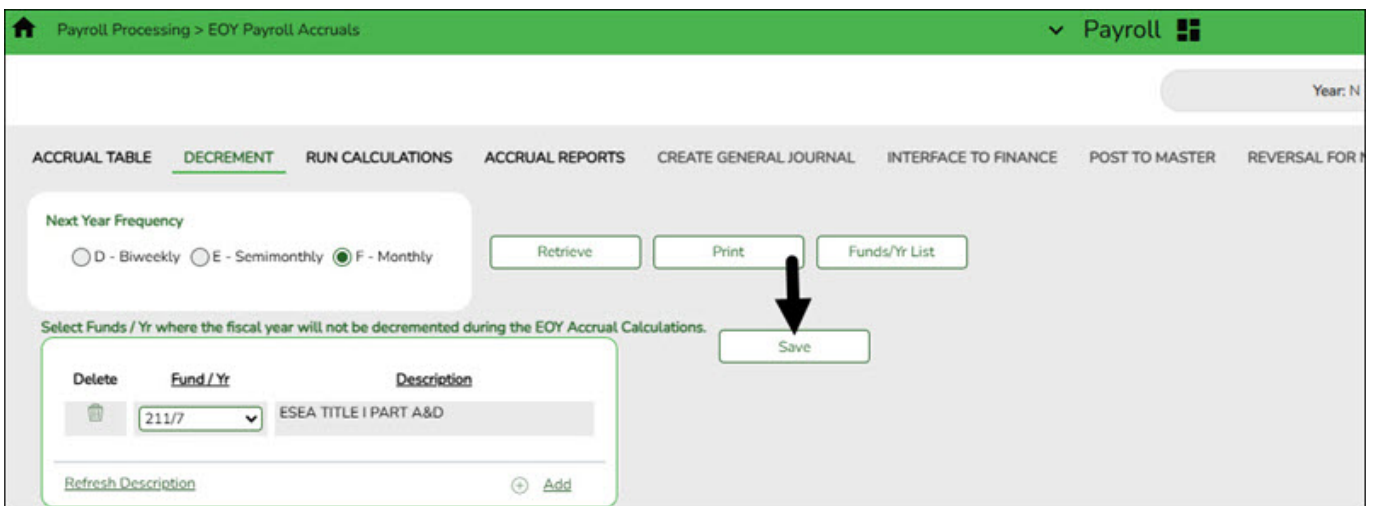 Payroll Processing > EOY Payroll Accruals
Payroll
Year: N
ACCRUAL TABLE DECREMENT RUN CALCULATIONS ACCRUAL REPORTS CREATE GENERAL JOURNAL INTERFACE TO FINANCE POST TO MASTER REVERSAL FOR
Next Year Frequency
D - Biweekly E - Semimonthly F - Monthly
Retrieve Print Funds/Yr List
Select Funds / Yr where the fiscal year will not be decremented during the EOY Accrual Calculations.
Save
Delete Fund / Yr Description
211/7 ESEA TITLE I PART A&D
Refresh Description Add